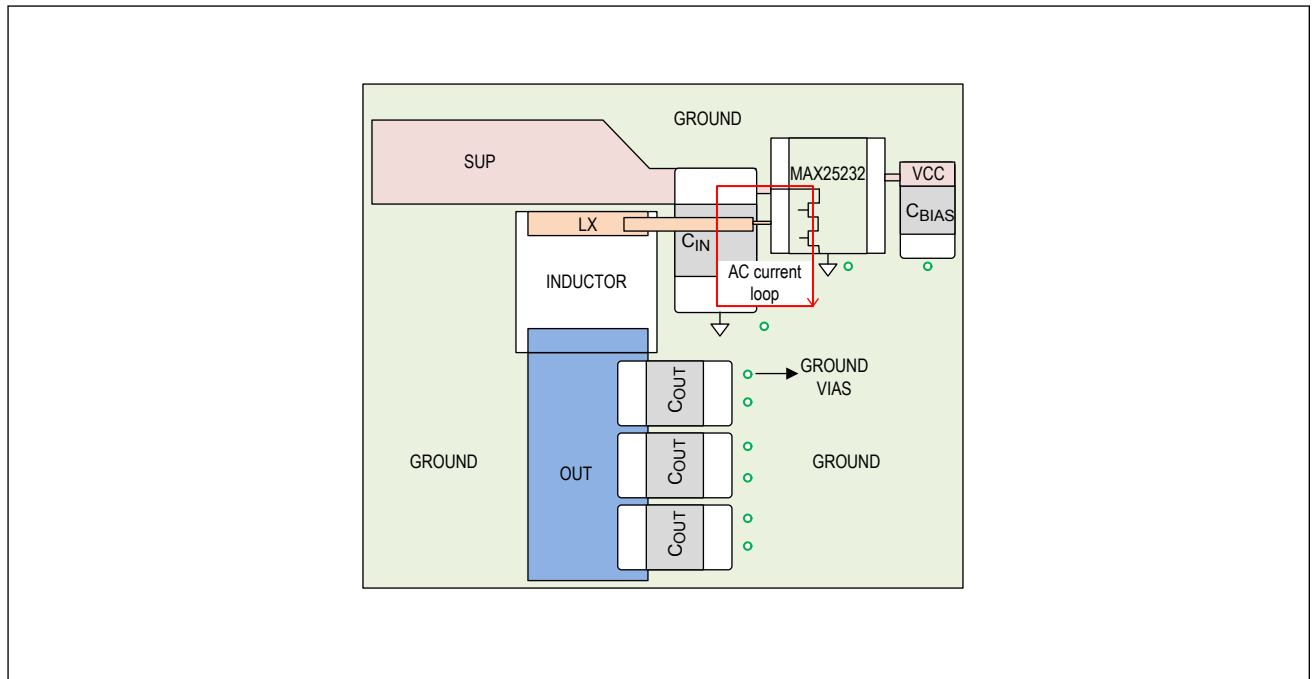 GROUND
SUP
MAX25232
VCC
CBIAS
LX
CIN
AC current
loop
INDUCTOR
GROUND
VIAS
COUT
GROUND
OUT
COUT
GROUND
COUT